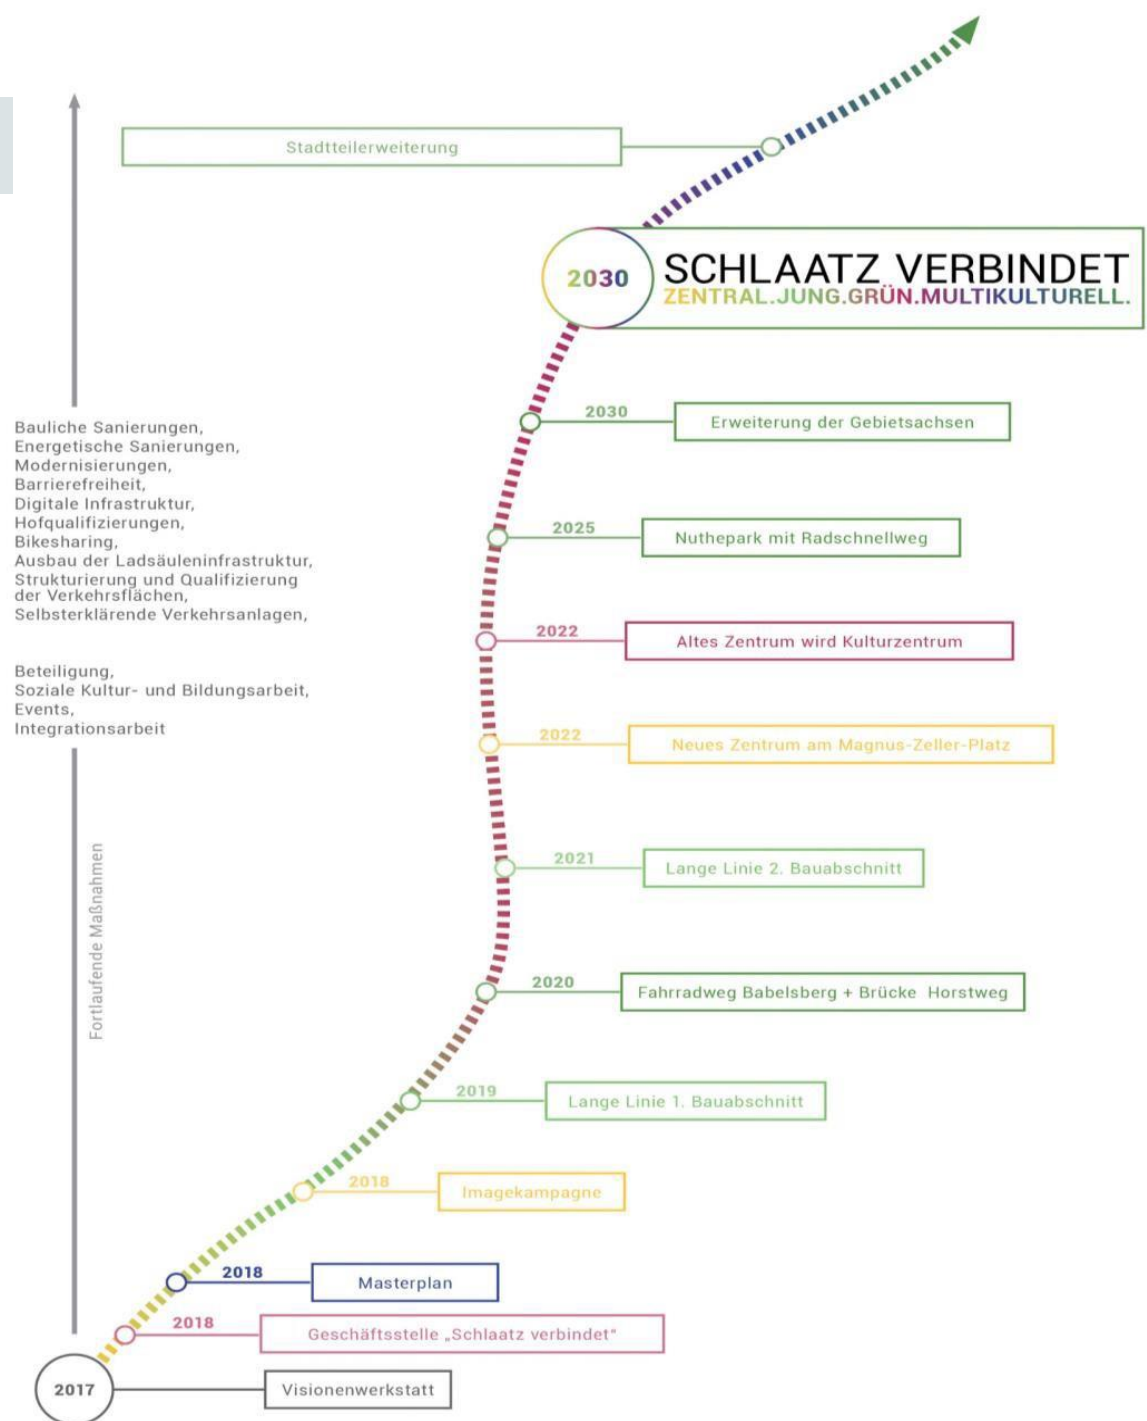 Stadtteilerweiterung
2030
SCHLAATZ VERBINDET
ZENTRAL.JUNG.GRÜN.MULTIKULTURELL.
2030
Erweiterung der Gebietsachsen
Bauliche Sanierungen,
Energetische Sanierungen,
Modernisierungen,
Barrierefreiheit,
Digitale Infrastruktur,
Hofqualifizierungen,
Bikesharing,
Ausbau der Ladsäuleninfrastruktur,
Strukturierung und Qualifizierung
der Verkehrsflächen,
Selbsterklärende Verkehrsanlagen,
Beteiligung,
Soziale Kultur- und Bildungsarbeit,
Events,
Integrationsarbeit
2025
Nuthepark mit Radschnellweg
2022
Altes Zentrum wird Kulturzentrum
2022
Neues Zentrum am Magnus-Zeller-Platz
2021
Lange Linie 2. Bauabschnitt
Fortlaufende Maßnahmen
2020
Fahrradweg Babelsberg + Brücke Horstweg
2019
Lange Linie 1. Bauabschnitt
2018
Imagekampagne
2018
Masterplan
2018
Geschäftsstelle „Schlaatz verbindet“
2017
Visionenwerkstatt